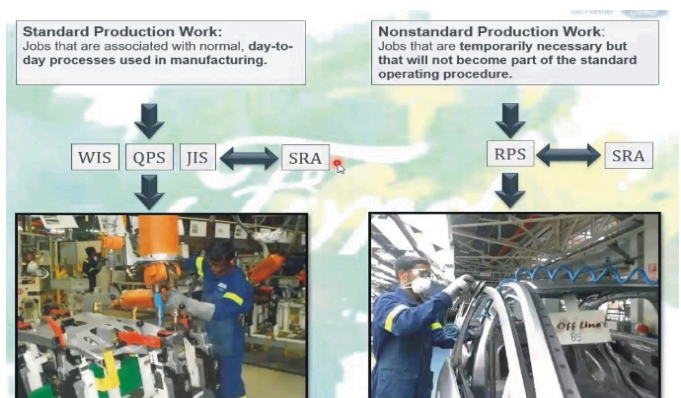 Standard Production Work:
Jobs that are associated with normal, day-to-
day processes used in manufacturing.
Nonstandard Production Work:
Jobs that are temporarily necessary but
that will not become part of the standard
operating procedure.
WIS QPS JIS SRA
RPS SRA
Off Line
BS